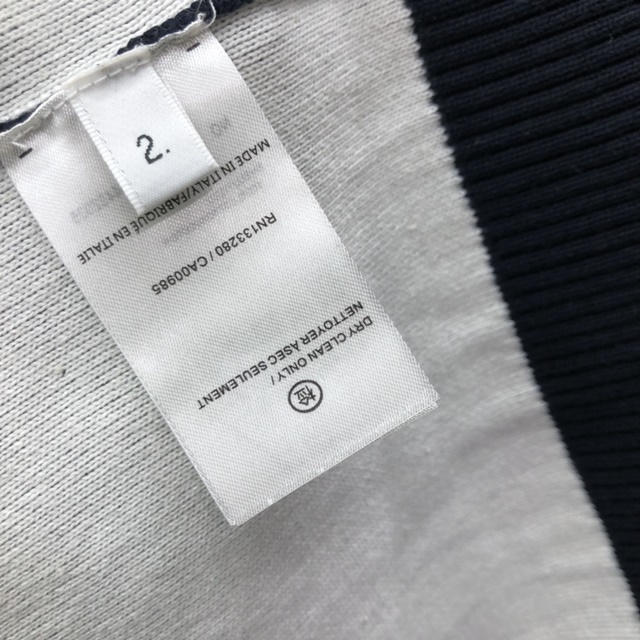 2.
MADE IN ITALY/FABRIQUE EN ITALIE
RN133280 / CA00985
DRY CLEAN ONLY /
NETTOYER ASEC SEULEMENT